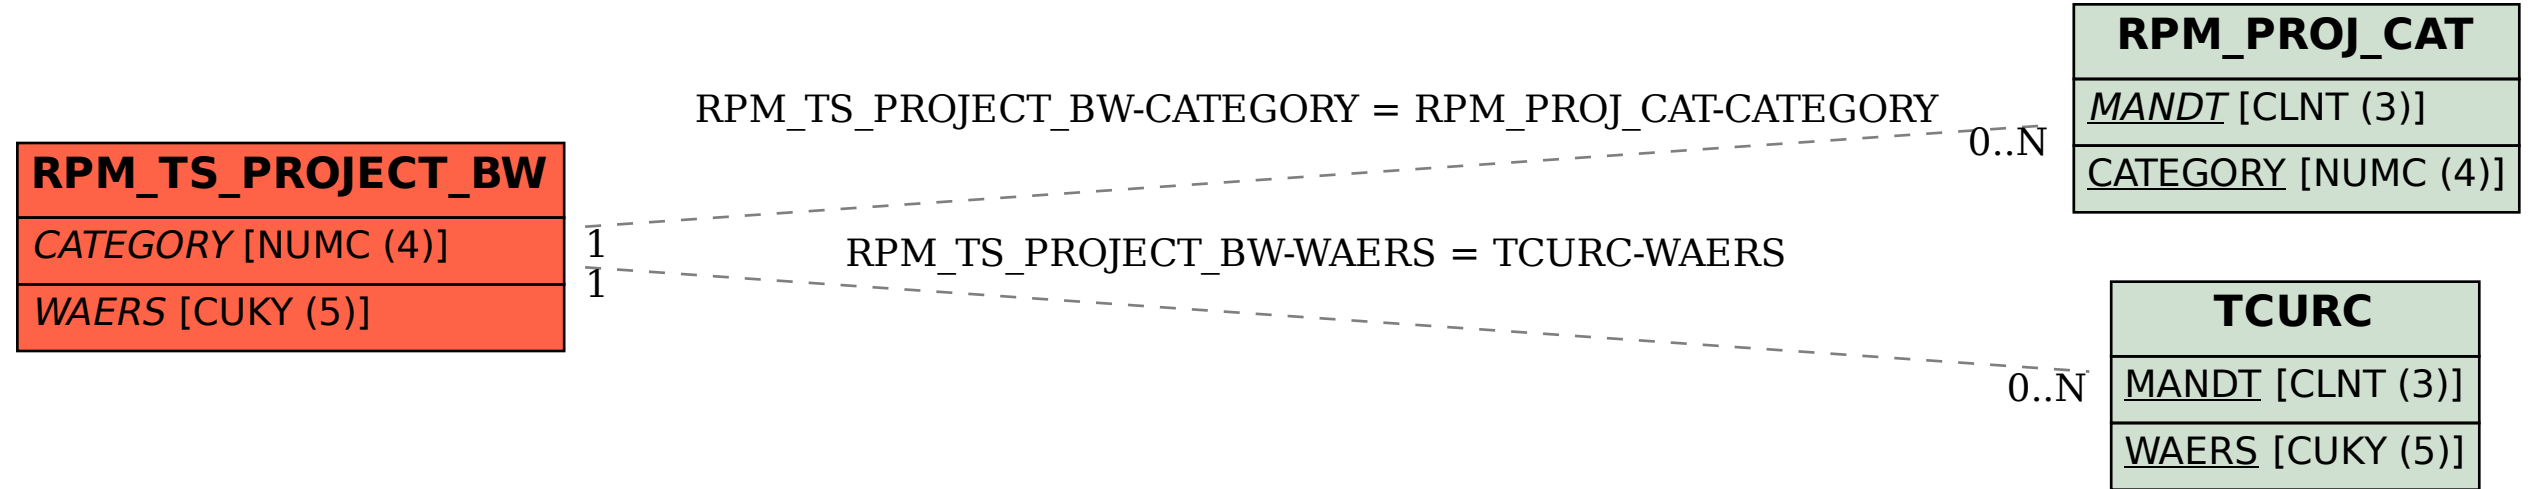 RPM_TS_PROJECT_BW
CATEGORY [NUMC (4)]
WAERS [CUKY (5)]
RPM_TS_PROJECT_BW-CATEGORY = RPM_PROJ_CAT-CATEGORY
1
0..N
RPM_TS_PROJECT_BW-WAERS = TCURC-WAERS
1
0..N
RPM_PROJ_CAT
MANDT [CLNT (3)]
CATEGORY [NUMC (4)]
TCURC
MANDT [CLNT (3)]
WAERS [CUKY (5)]